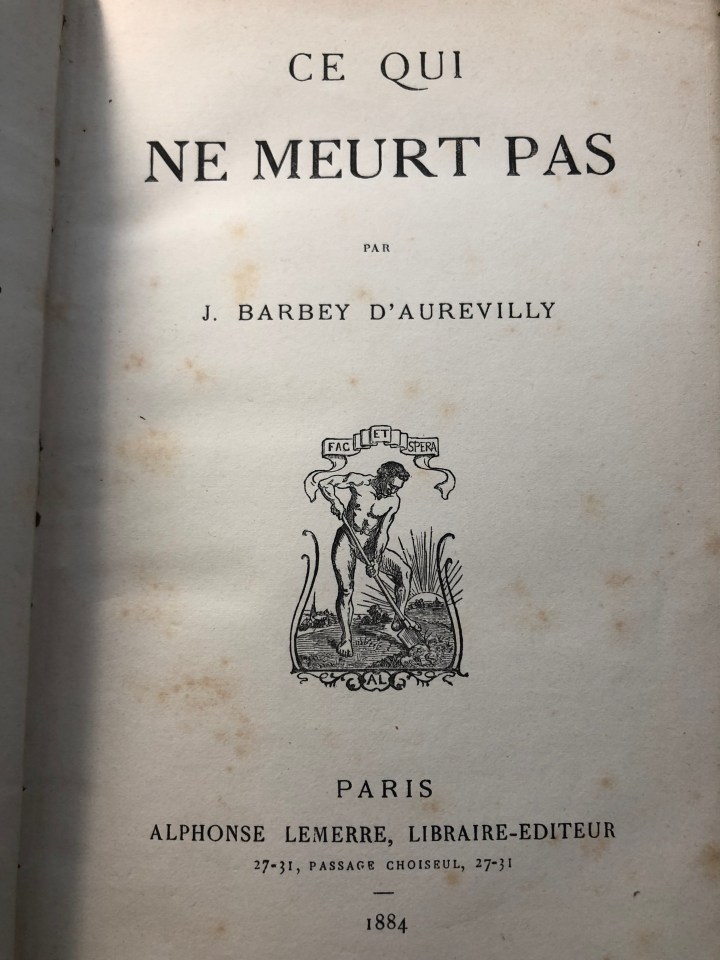 CE QUI
NE MEURT PAS
PAR
J. BARBEY D'AUREVILLY
FAC ET SPERA
AL
PARIS
ALPHONSE LEMERRE, LIBRAIRE-EDITEUR
27-31, PASSAGE CHOISEUL, 27-31
1884